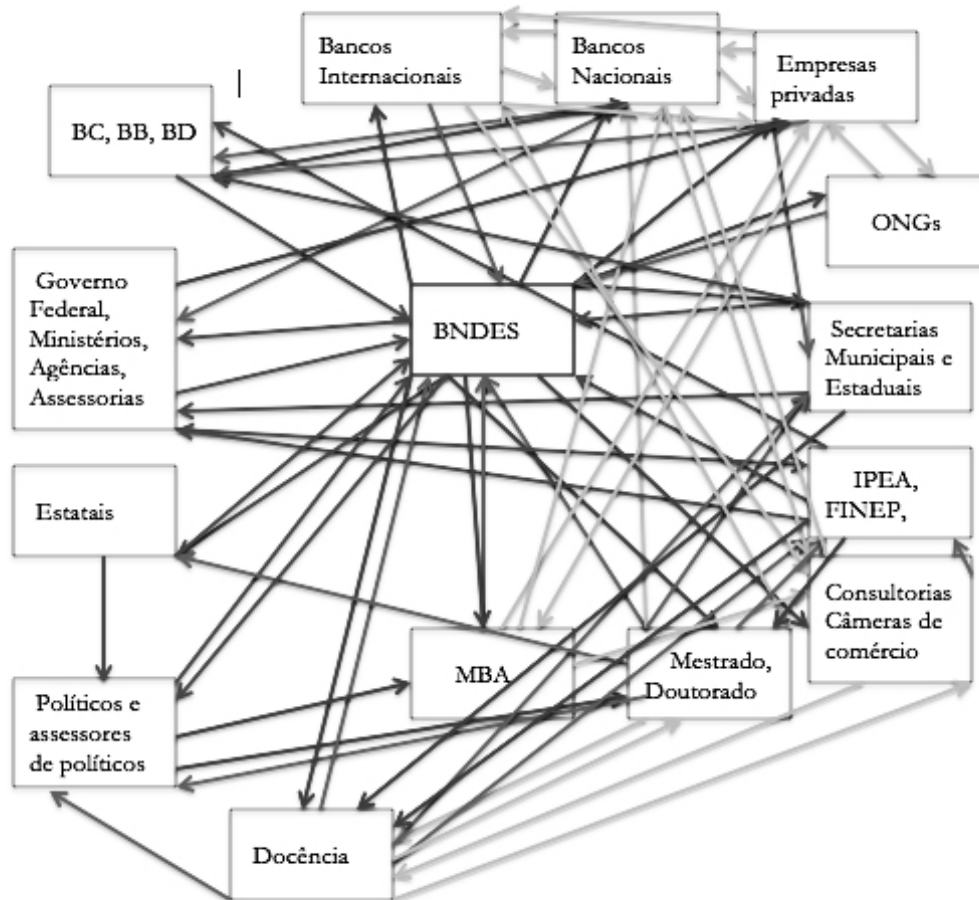 Bancos
Internacionais
Bancos
Nacionais
Empresas
privadas
BC, BB, BD
ONGs
Governo
Federal,
Ministérios,
Agências,
Assessorias
BNDES
Secretarias
Municipais e
Estaduais
IPEA,
FINEP,
Estatais
Consultorias
Câmeras de
comércio
MBA
Mestrado,
Doutorado
Políticos e
assessores
de políticos
Docência